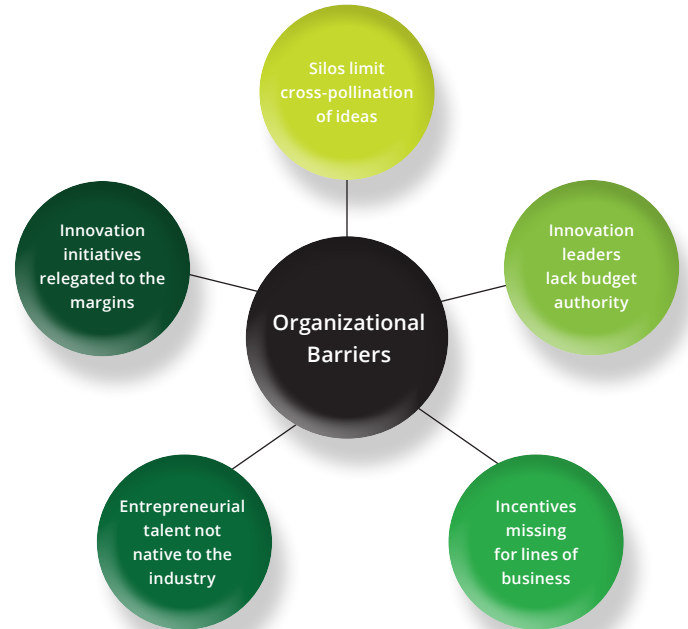 Silos limit
cross-pollination
of ideas
Innovation
initiatives
relegated to the
margins
Innovation
leaders
lack budget
authority
Organizational
Barriers
Entrepreneurial
talent not
native to the
industry
Incentives
missing
for lines of
business